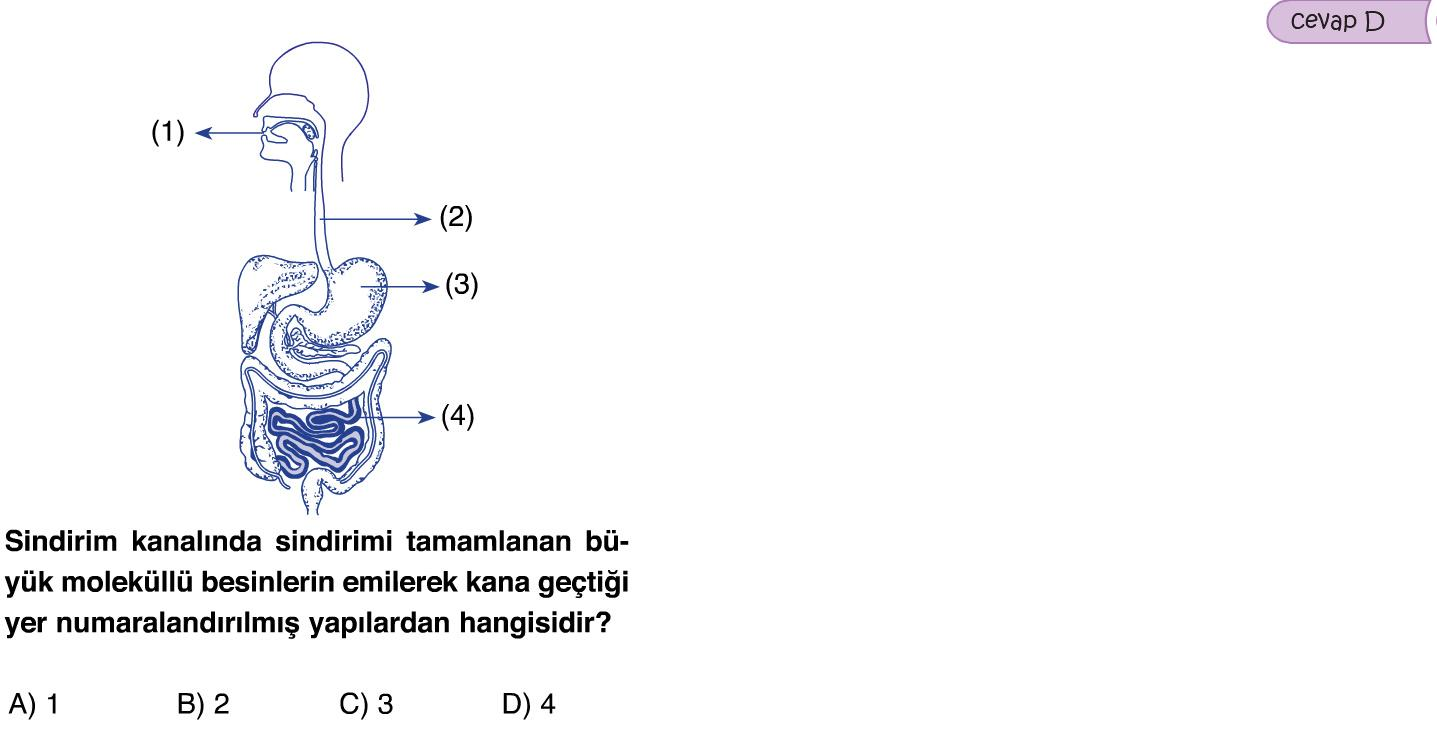 cevap D
(1)
(2)
(3)
(4)
Sindirim kanalında sindirimi tamamlanan bü-
yük moleküllü besinlerin emilerek kana geçtiği
yer numaralandırılmış yapılardan hangisidir?
A) 1 B) 2 C) 3 D) 4